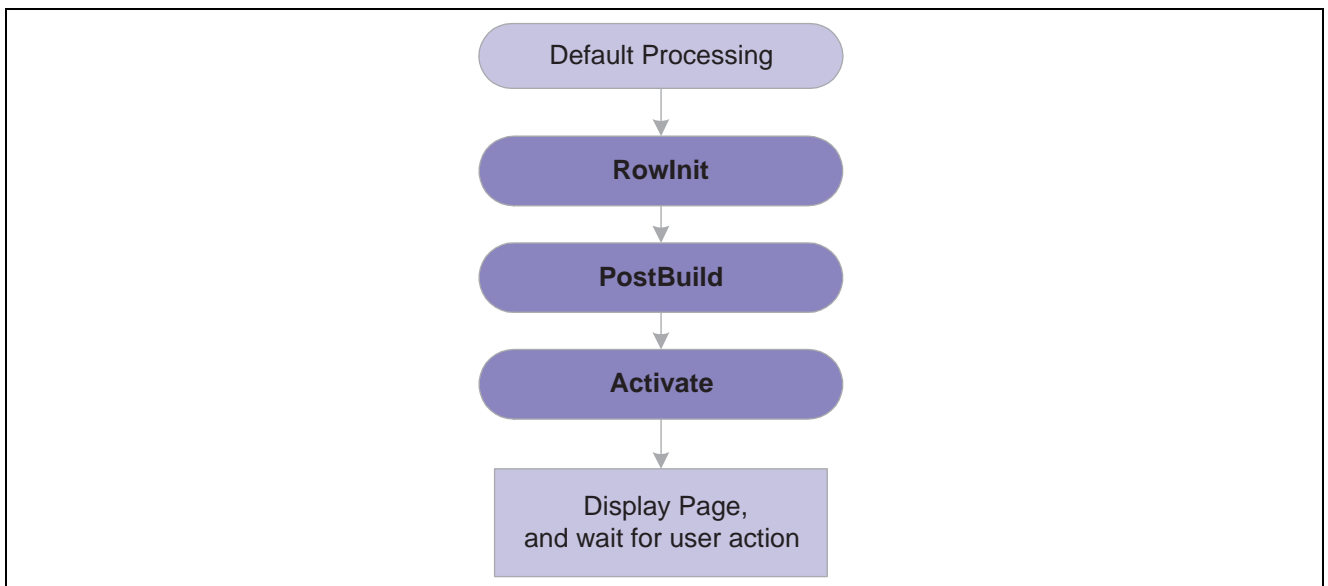 Default Processing
RowInit
PostBuild
Activate
Display Page,
and wait for user action